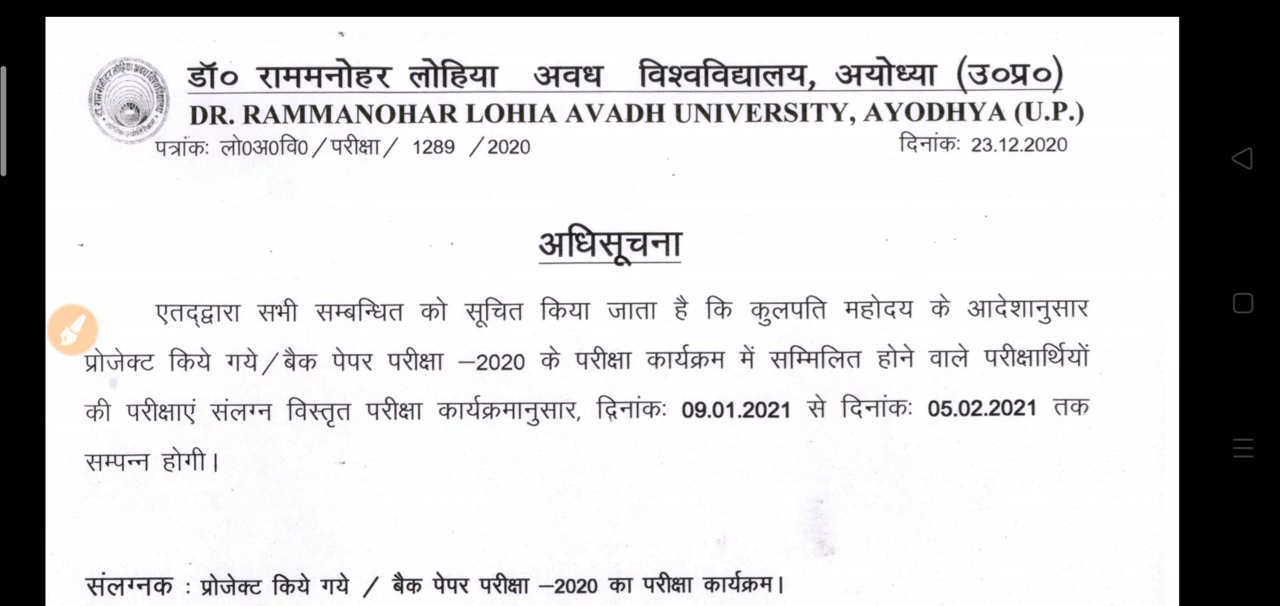 डॉ० राममनोहर लोहिया अवध विश्वविद्यालय, अयोध्या (उ०प्र०)
DR. RAMMANOHAR LOHIA AVADH UNIVERSITY, AYODHYA (U.P.)
पत्रांकः लो0अ0वि0 / परीक्षा / 1289 / 2020 दिनांकः 23.12.2020
अधिसूचना
एतद्द्वारा सभी सम्बन्धित को सूचित किया जाता है कि कुलपति महोदय के आदेशानुसार
प्रोजेक्ट किये गये / बैक पेपर परीक्षा –2020 के परीक्षा कार्यक्रम में सम्मिलित होने वाले परीक्षार्थियों
की परीक्षाएं संलग्न विस्तृत परीक्षा कार्यक्रमानुसार, दिनांकः 09.01.2021 से दिनांकः 05.02.2021 तक
सम्पन्न होगी।
संलग्नक : प्रोजेक्ट किये गये / बैक पेपर परीक्षा –2020 का परीक्षा कार्यक्रम।